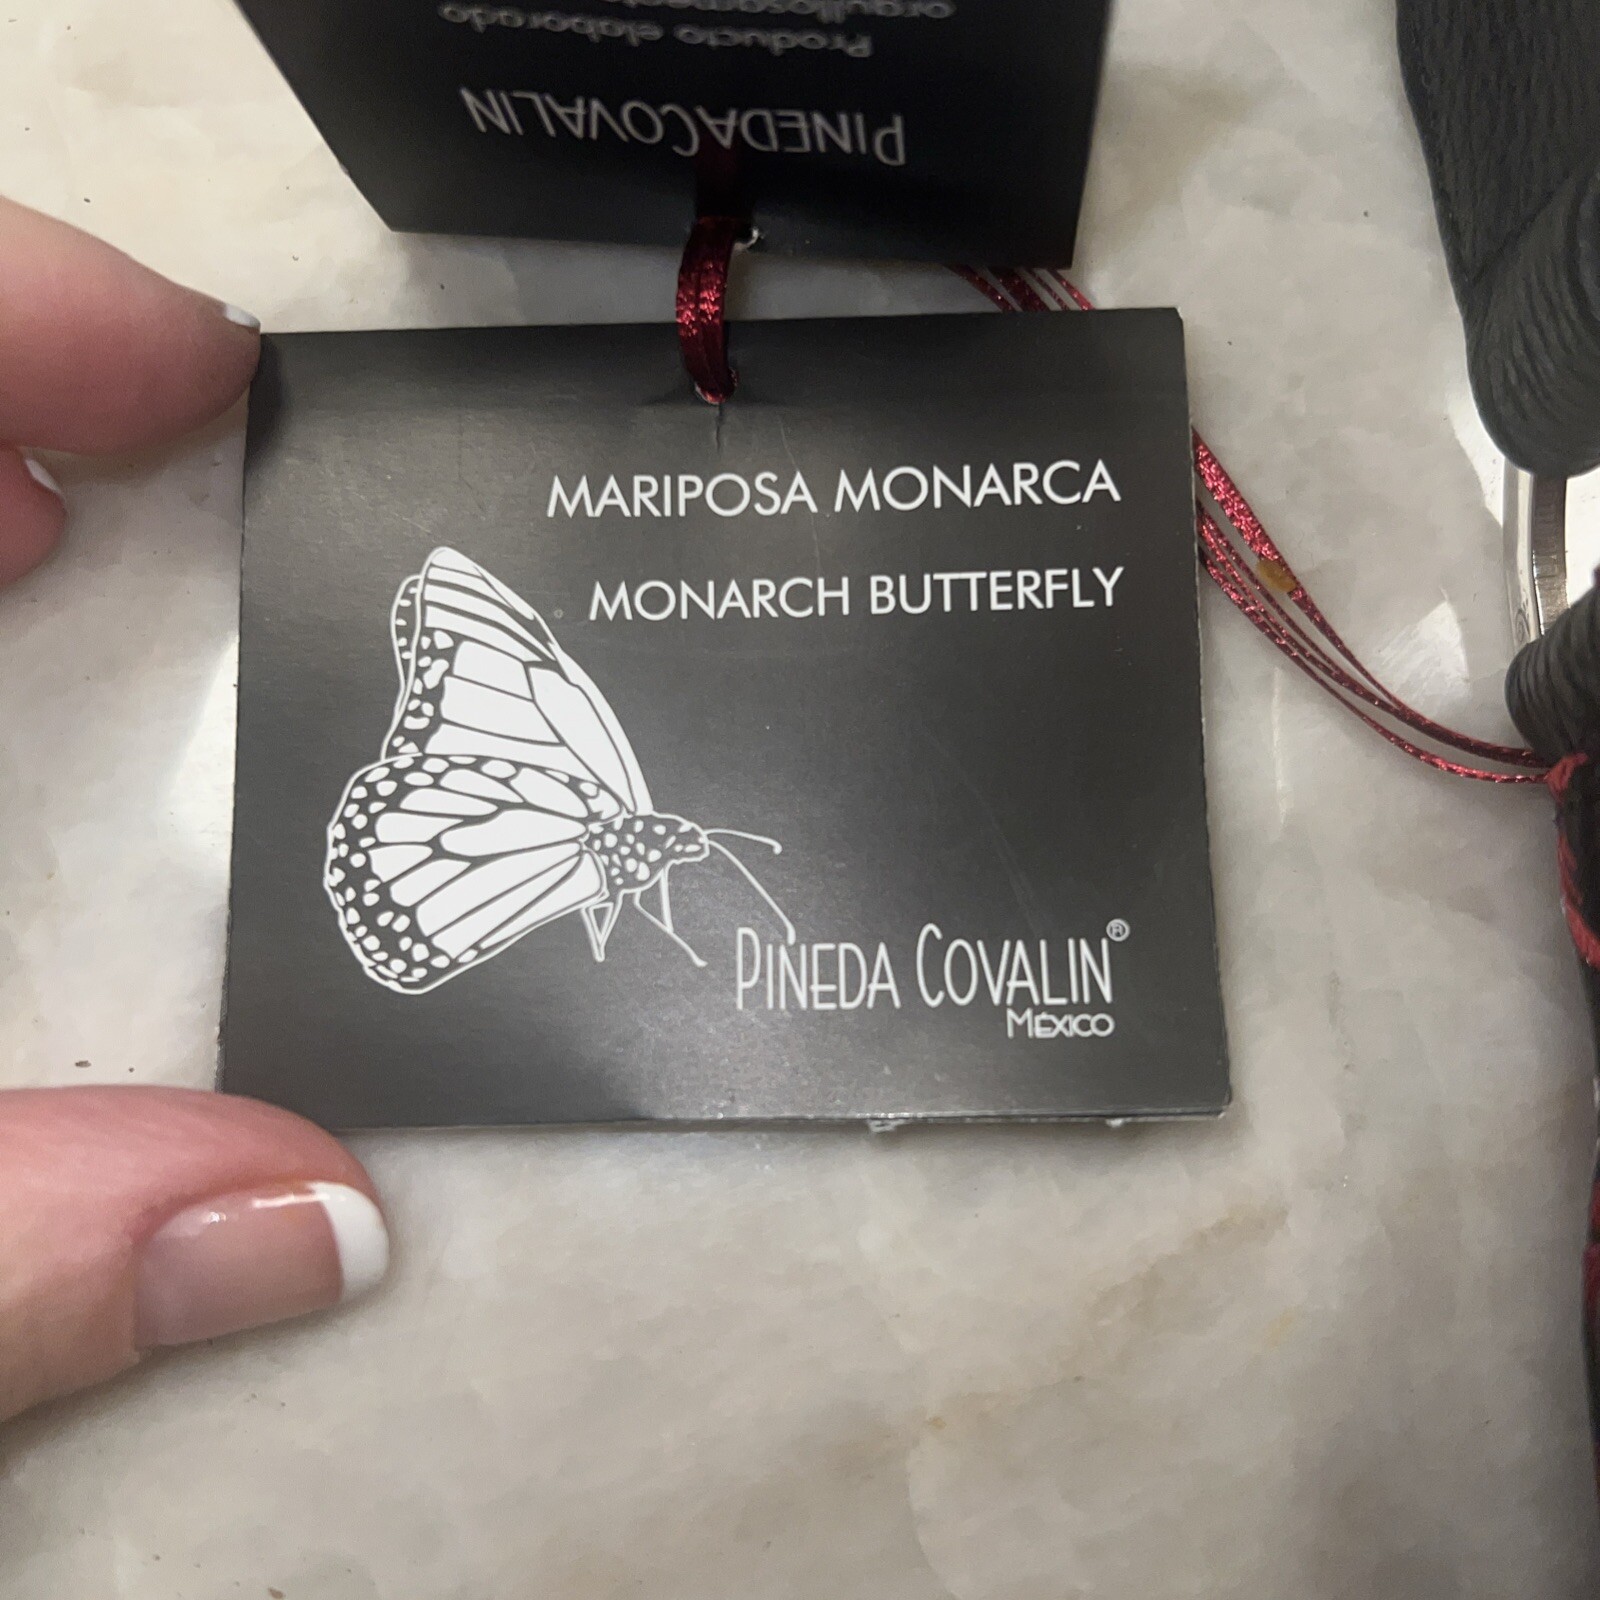 PINEDACOVALIN
Producto elaborado
MARIPOSA MONARCA
MONARCH BUTTERFLY
PINEDA COVALIN®
MÉXICO